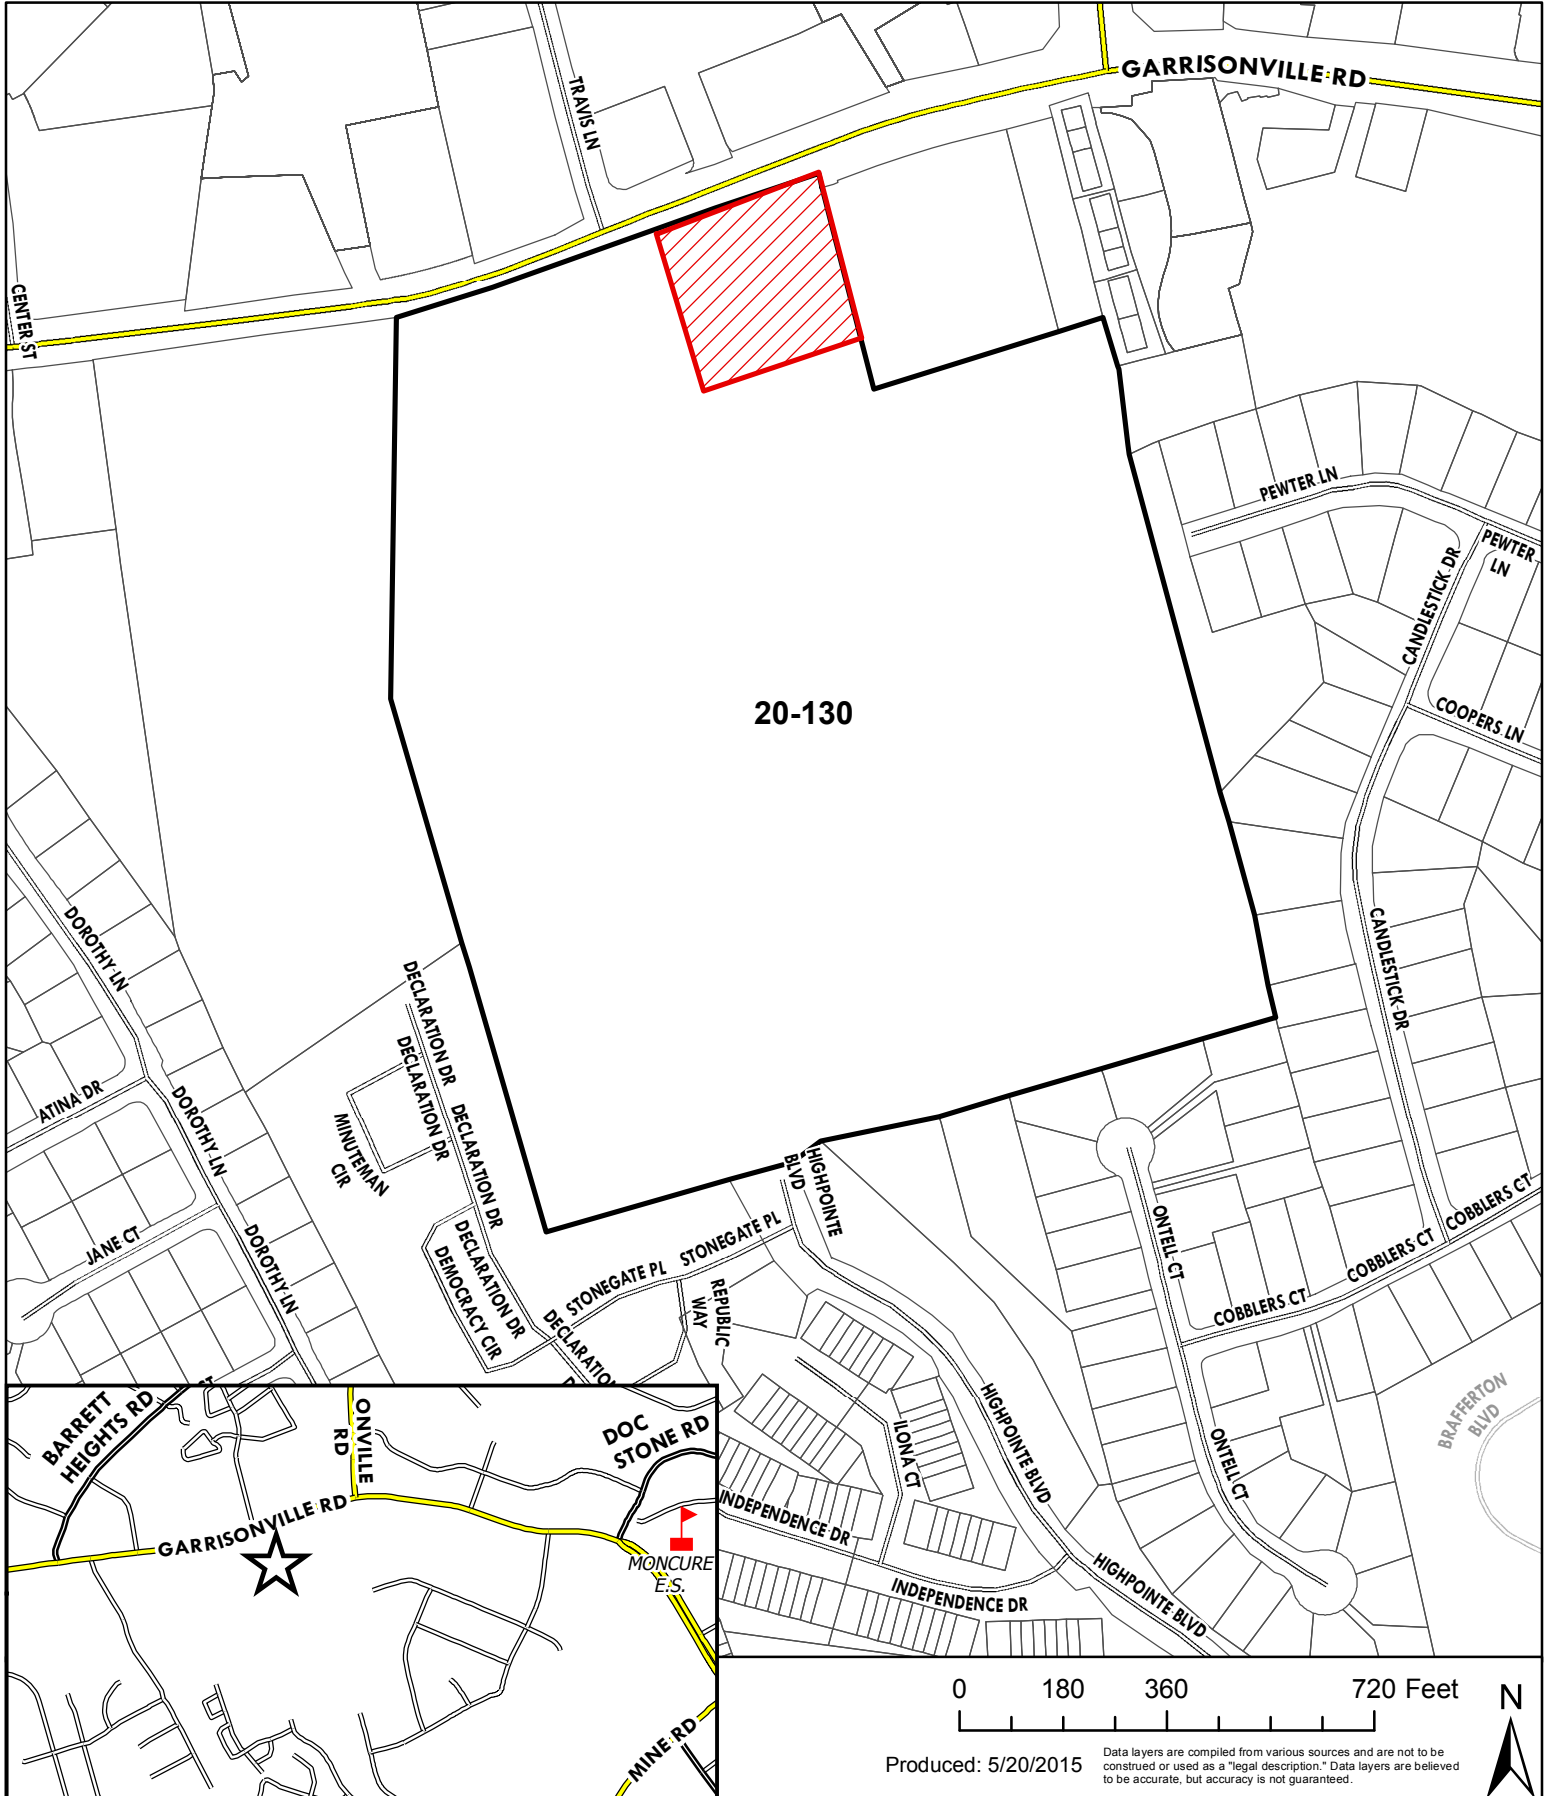 GARRISONVILLE RD
TRAVIS LN
CENTER ST
PEWTER LN
PEWTER
LN
CANDLESTICK DR
COOPERS LN
20-130
CANDLESTICK DR
DOROTHY LN
DECLARATION DR
DECLARATION DR
ATINA DR
DOROTHY LN
MINUTEMAN
CIR
DECLARATION DR
HIGHPOINTE
BLVD
JANE CT
DOROTHY LN
DECLARATION DR
DEMOCRACY CIR
STONEGATE PL
STONEGATE PL
ONTELL CT
COBBLERS CT
COBBLERS CT
COBBLERS CT
REPUBLIC
WAY
DECLARATION
D
HIGHPOINTE BLVD
ILONA CT
ONTELL CT
BRAFFERTON
BLVD
INDEPENDENCE DR
INDEPENDENCE DR
HIGHPOINTE BLVD
BARRETT
HEIGHTS RD
ONVILLE
RD
DOC
STONE RD
GARRISONVILLE RD
MONCURE
E.S.
MINE RD
0 180 360 720 Feet
N
Produced: 5/20/2015
Data layers are compiled from various sources and are not to be
construed or used as a "legal description." Data layers are believed
to be accurate, but accuracy is not guaranteed.